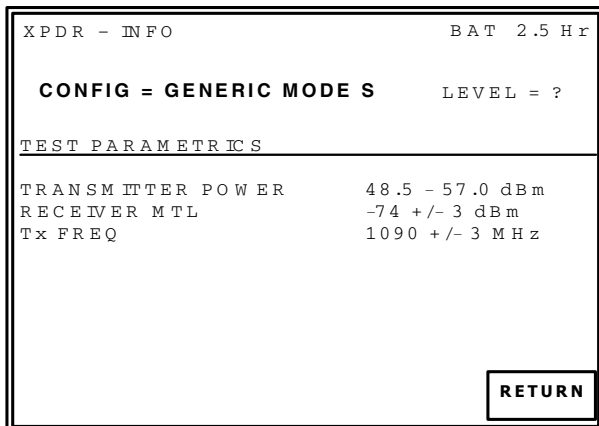 XPDR - INFO BAT 2.5 Hr
CONFIG = GENERIC MODE S LEVEL = ?
TEST PARAMETRICS
TRANSMITTER POWER 48.5 - 57.0 dBm
RECEIVER MTL -74 +/- 3 dBm
Tx FREQ 1090 +/- 3 MHz
RETURN